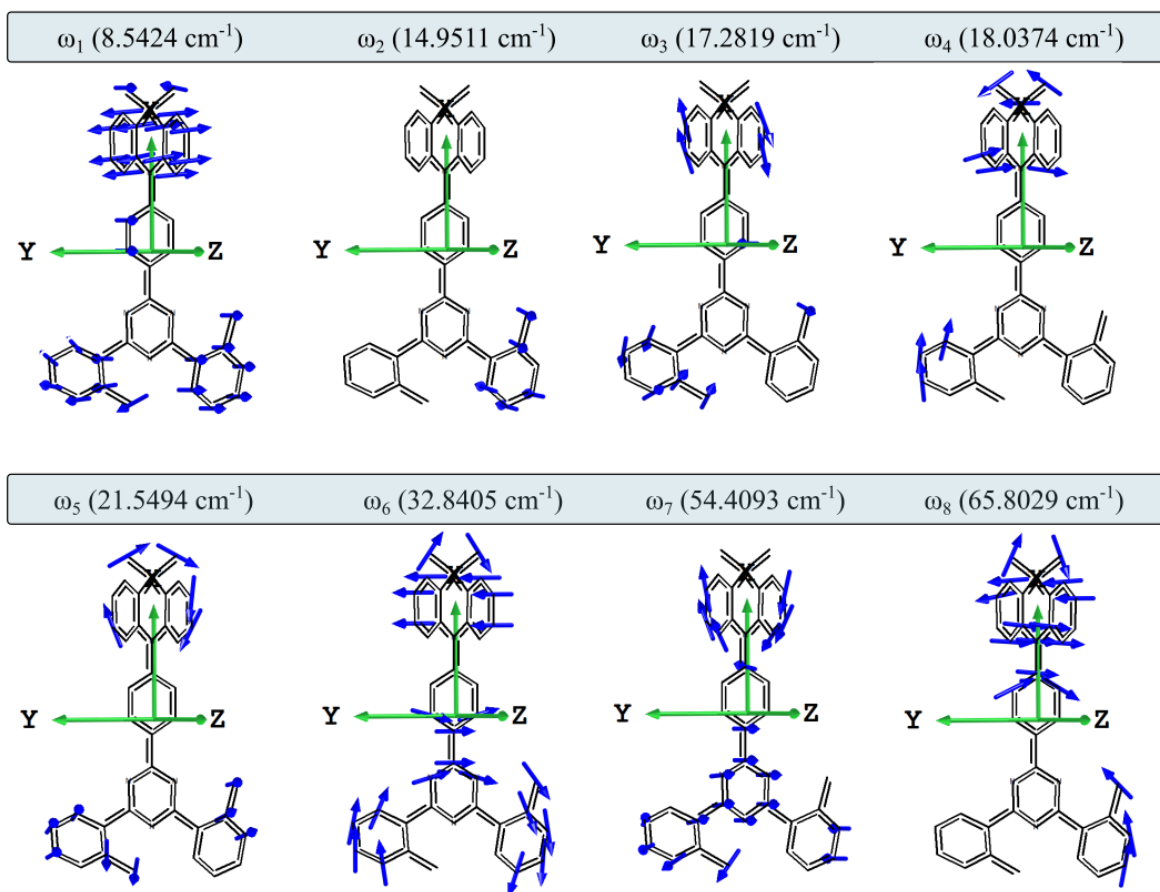 ω₁ (8.5424 cm⁻¹) ω₂ (14.9511 cm⁻¹) ω₃ (17.2819 cm⁻¹) ω₄ (18.0374 cm⁻¹)
X X X X
Y Z Y Z Y Z Y Z
ω₅ (21.5494 cm⁻¹) ω₆ (32.8405 cm⁻¹) ω₇ (54.4093 cm⁻¹) ω₈ (65.8029 cm⁻¹)
X X X X
Y Z Y Z Y Z Y Z